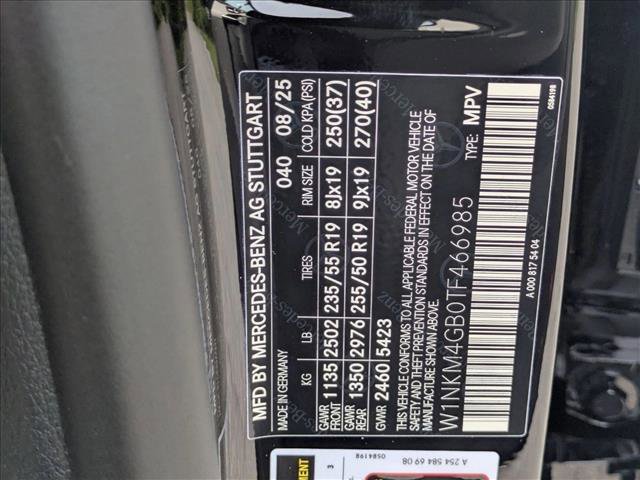 MFD BY MERCEDES-BENZ AG STUTTGART
MADE IN GERMANY 040 08/25
KG LB TIRES RIM SIZE COLD KPA (PSI)
GAWR FRONT 1135 2502 235/55 R19 8Jx19 250(37)
GAWR REAR 1350 2976 255/50 R19 9Jx19 270(40)
GVWR 2460 5423
THIS VEHICLE CONFORMS TO ALL APPLICABLE FEDERAL MOTOR VEHICLE
SAFETY AND THEFT PREVENTION STANDARDS IN EFFECT ON THE DATE OF
MANUFACTURE SHOWN ABOVE.
W1NKM4GB0TF466985 TYPE: MPV
A 000 817 54 04 0584198
0584198 3
A 254 584 69 08